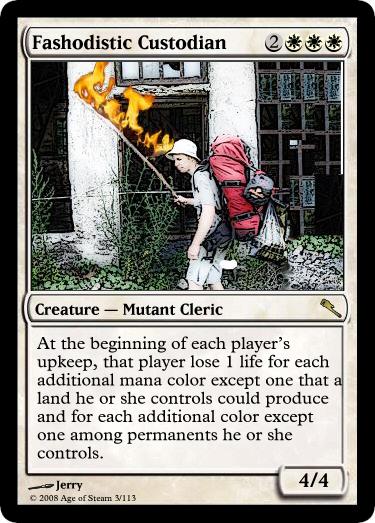 Fashodistic Custodian 2
Creature — Mutant Cleric
At the beginning of each player's
upkeep, that player lose 1 life for each
additional mana color except one that a
land he or she controls could produce
and for each additional color except
one among permanents he or she
controls.
4/4
Jerry
© 2008 Age of Steam 3/113